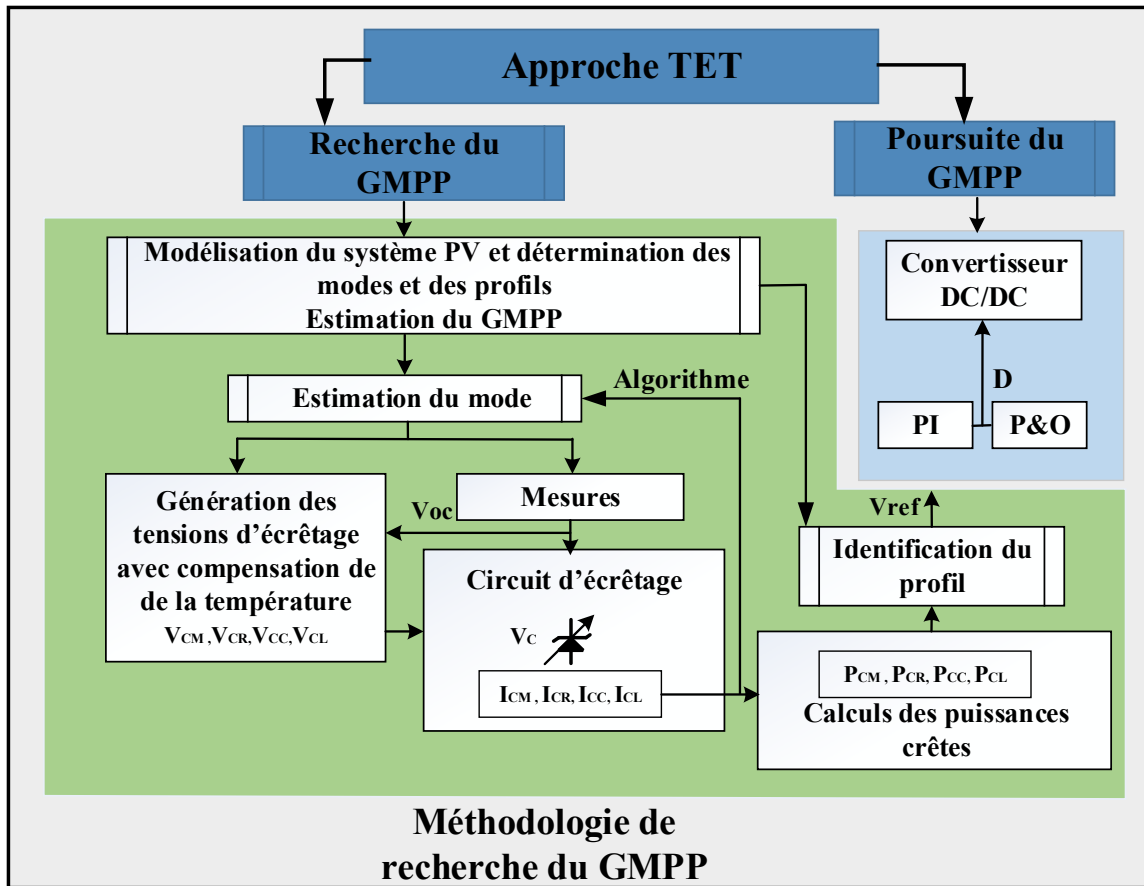 Approche TET
Recherche du
GMPP
Poursuite du
GMPP
Modélisation du système PV et détermination des
modes et des profils
Estimation du GMPP
Convertisseur
DC/DC
D
PI
P&O
Estimation du mode
Algorithme
Génération des
tensions d'écrêtage
avec compensation de
de la température
VCM ,VCR,VCC,VCL
Voc
Mesures
Circuit d'écrêtage
VC
ICM , ICR, ICC, ICL
Vref
Identification du
profil
PCM , PCR, PCC, PCL
Calculs des puissances
crêtes
Méthodologie de
recherche du GMPP